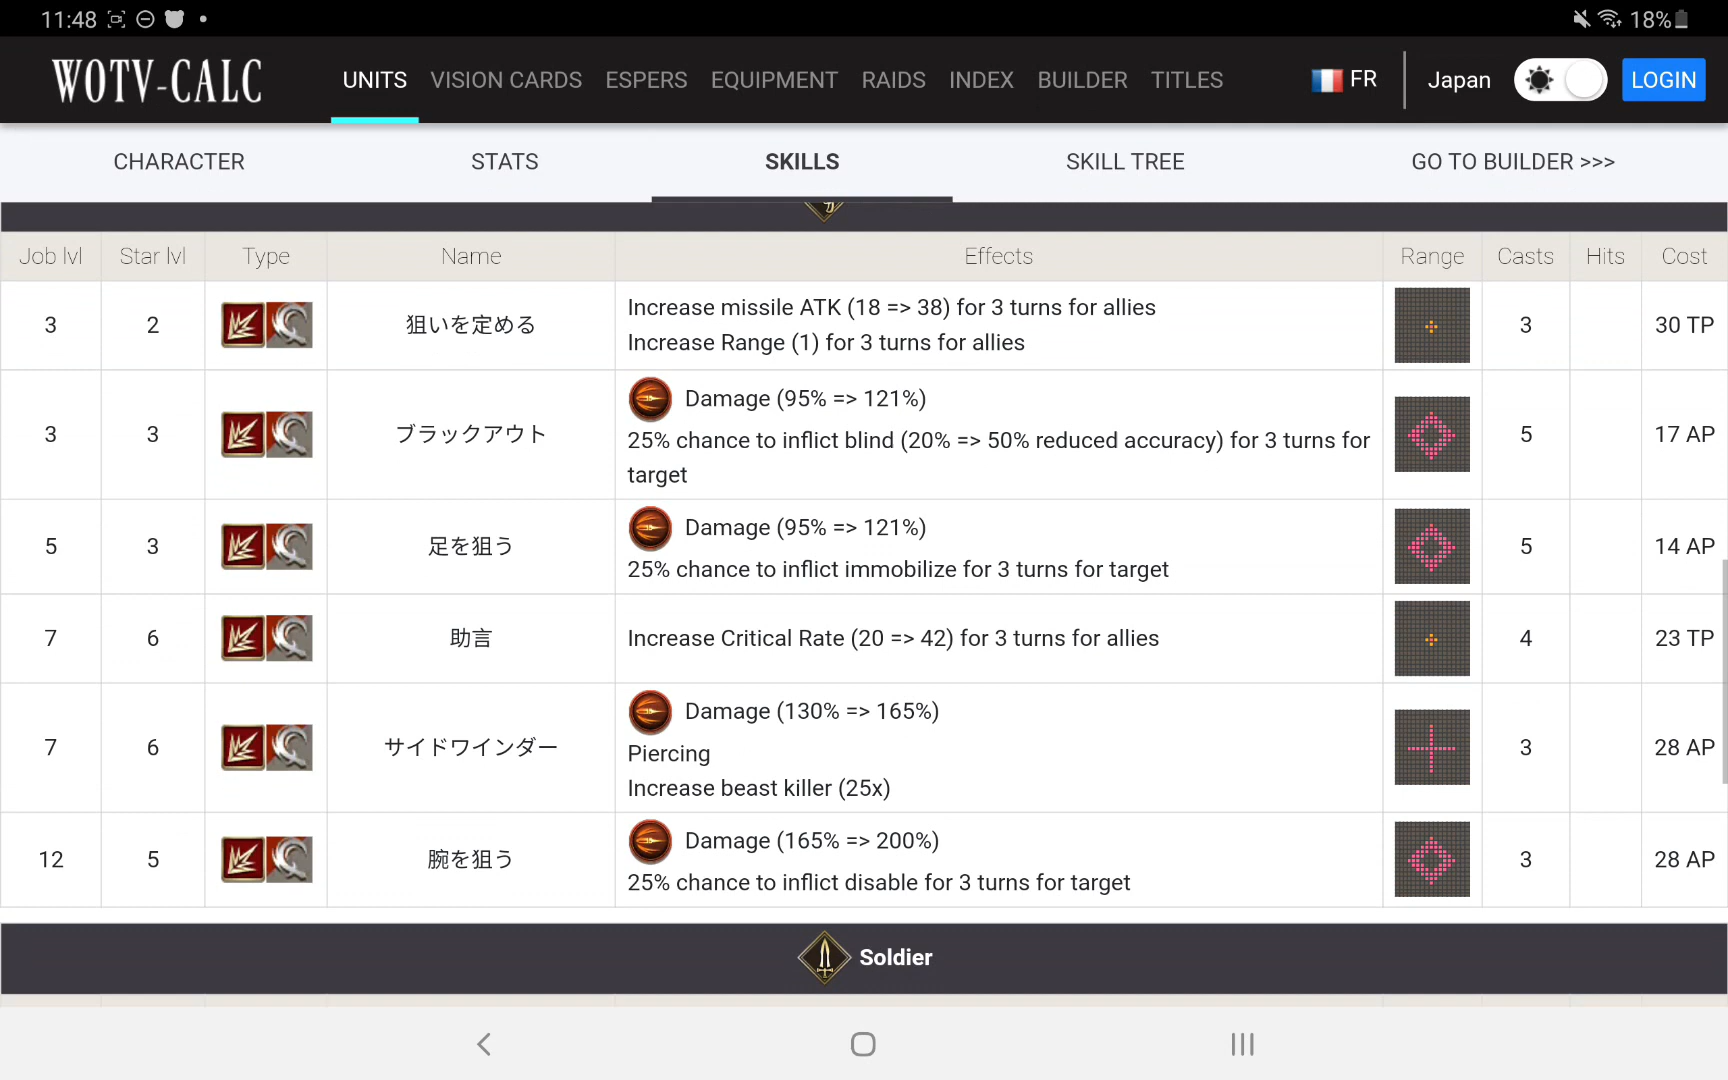 11:48
18%
WOTV-CALC
UNITS VISION CARDS ESPERS EQUIPMENT RAIDS INDEX BUILDER TITLES FR Japan LOGIN
CHARACTER STATS SKILLS SKILL TREE GO TO BUILDER >>>
Job lvl Star lvl Type Name Effects Range Casts Hits Cost
3 2 狙いを定める Increase missile ATK (18 => 38) for 3 turns for allies
Increase Range (1) for 3 turns for allies
3 30 TP
3 3 ブラックアウト Damage (95% => 121%)
25% chance to inflict blind (20% => 50% reduced accuracy) for 3 turns for
target
5 17 AP
5 3 足を狙う Damage (95% => 121%)
25% chance to inflict immobilize for 3 turns for target
5 14 AP
7 6 助言 Increase Critical Rate (20 => 42) for 3 turns for allies 4 23 TP
7 6 サイドワインダー Damage (130% => 165%)
Piercing
Increase beast killer (25x)
3 28 AP
12 5 腕を狙う Damage (165% => 200%)
25% chance to inflict disable for 3 turns for target
3 28 AP
Soldier